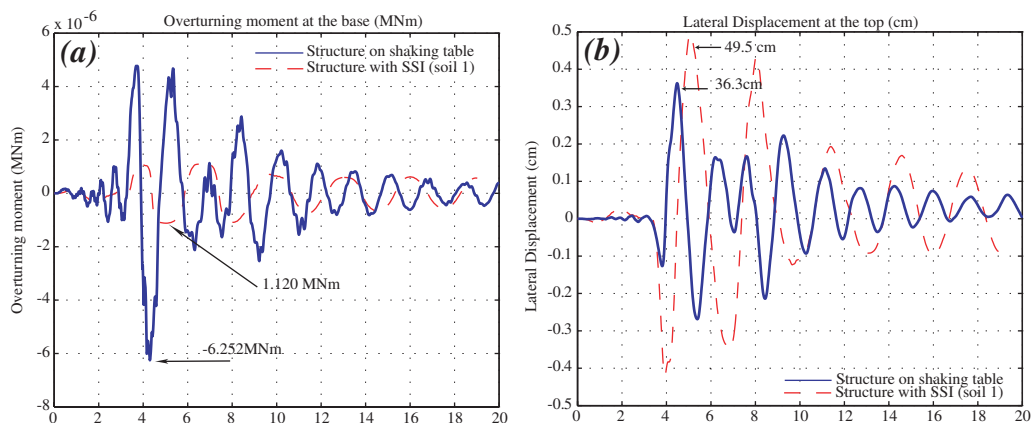 Overturning moment at the base (MNm)
6 x 10⁻⁶
(a)
Structure on shaking table
Structure with SSI (soil 1)
4
2
0
-2
-4
-6
-8
Overturning moment (MNm)
1.120 MNm
-6.252MNm
0 2 4 6 8 10 12 14 16 18 20
Lateral Displacement at the top (cm)
(b)
49.5 cm
36.3cm
0.5
0.4
0.3
0.2
0.1
0
-0.1
-0.2
-0.3
-0.4
-0.5
Lateral Displacement (cm)
Structure on shaking table
Structure with SSI (soil 1)
0 2 4 6 8 10 12 14 16 18 20